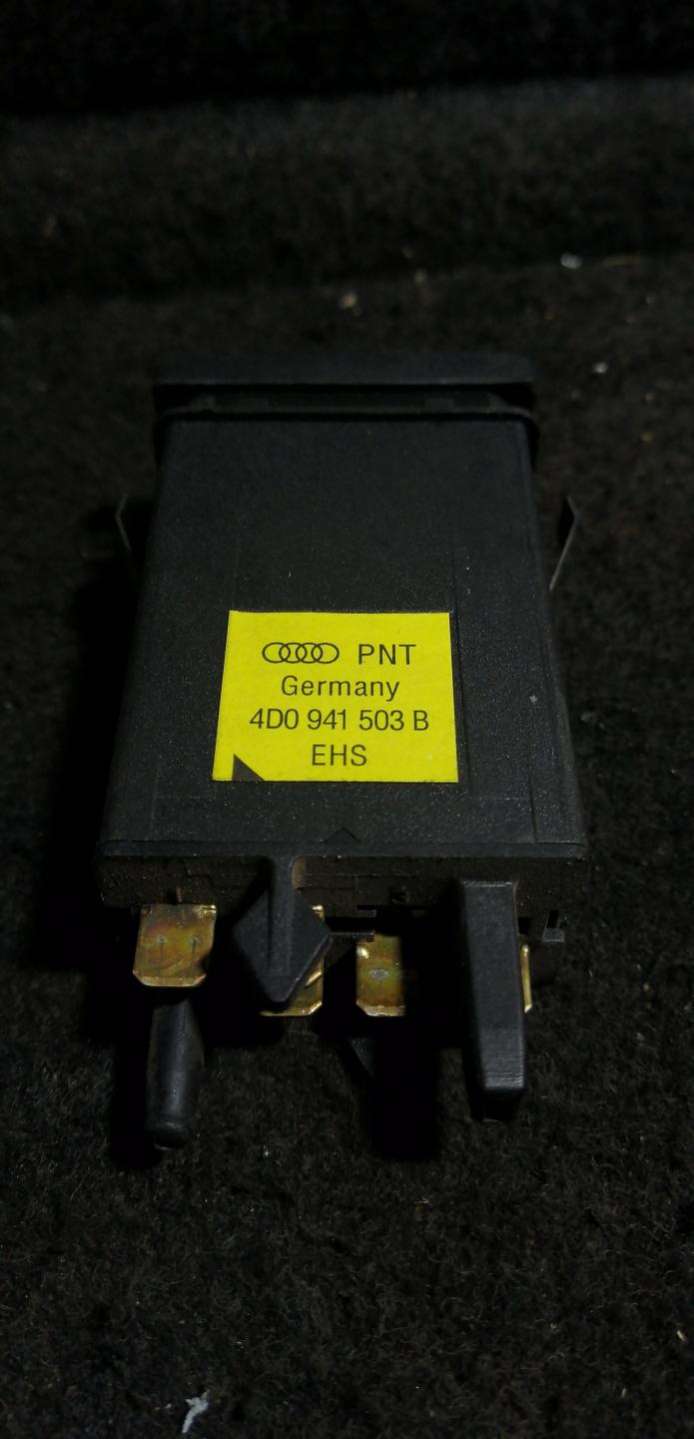 PNT
Germany
4D0 941 503 B
EHS